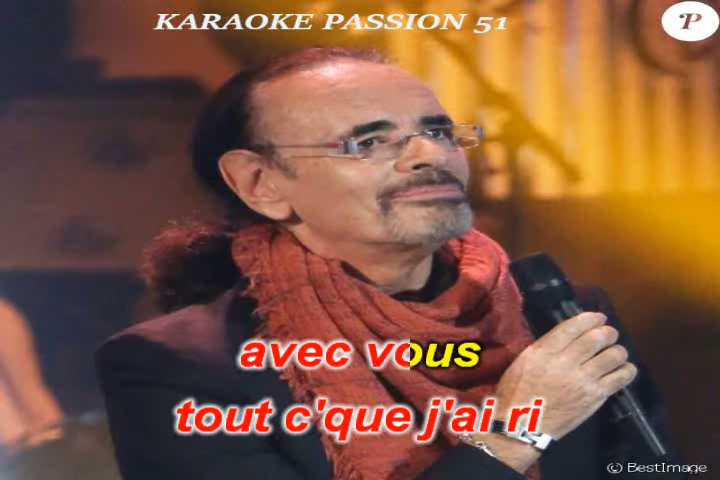 KARAOKE PASSION 51
P
avec vous
tout c'que j'ai ri
© BestImage